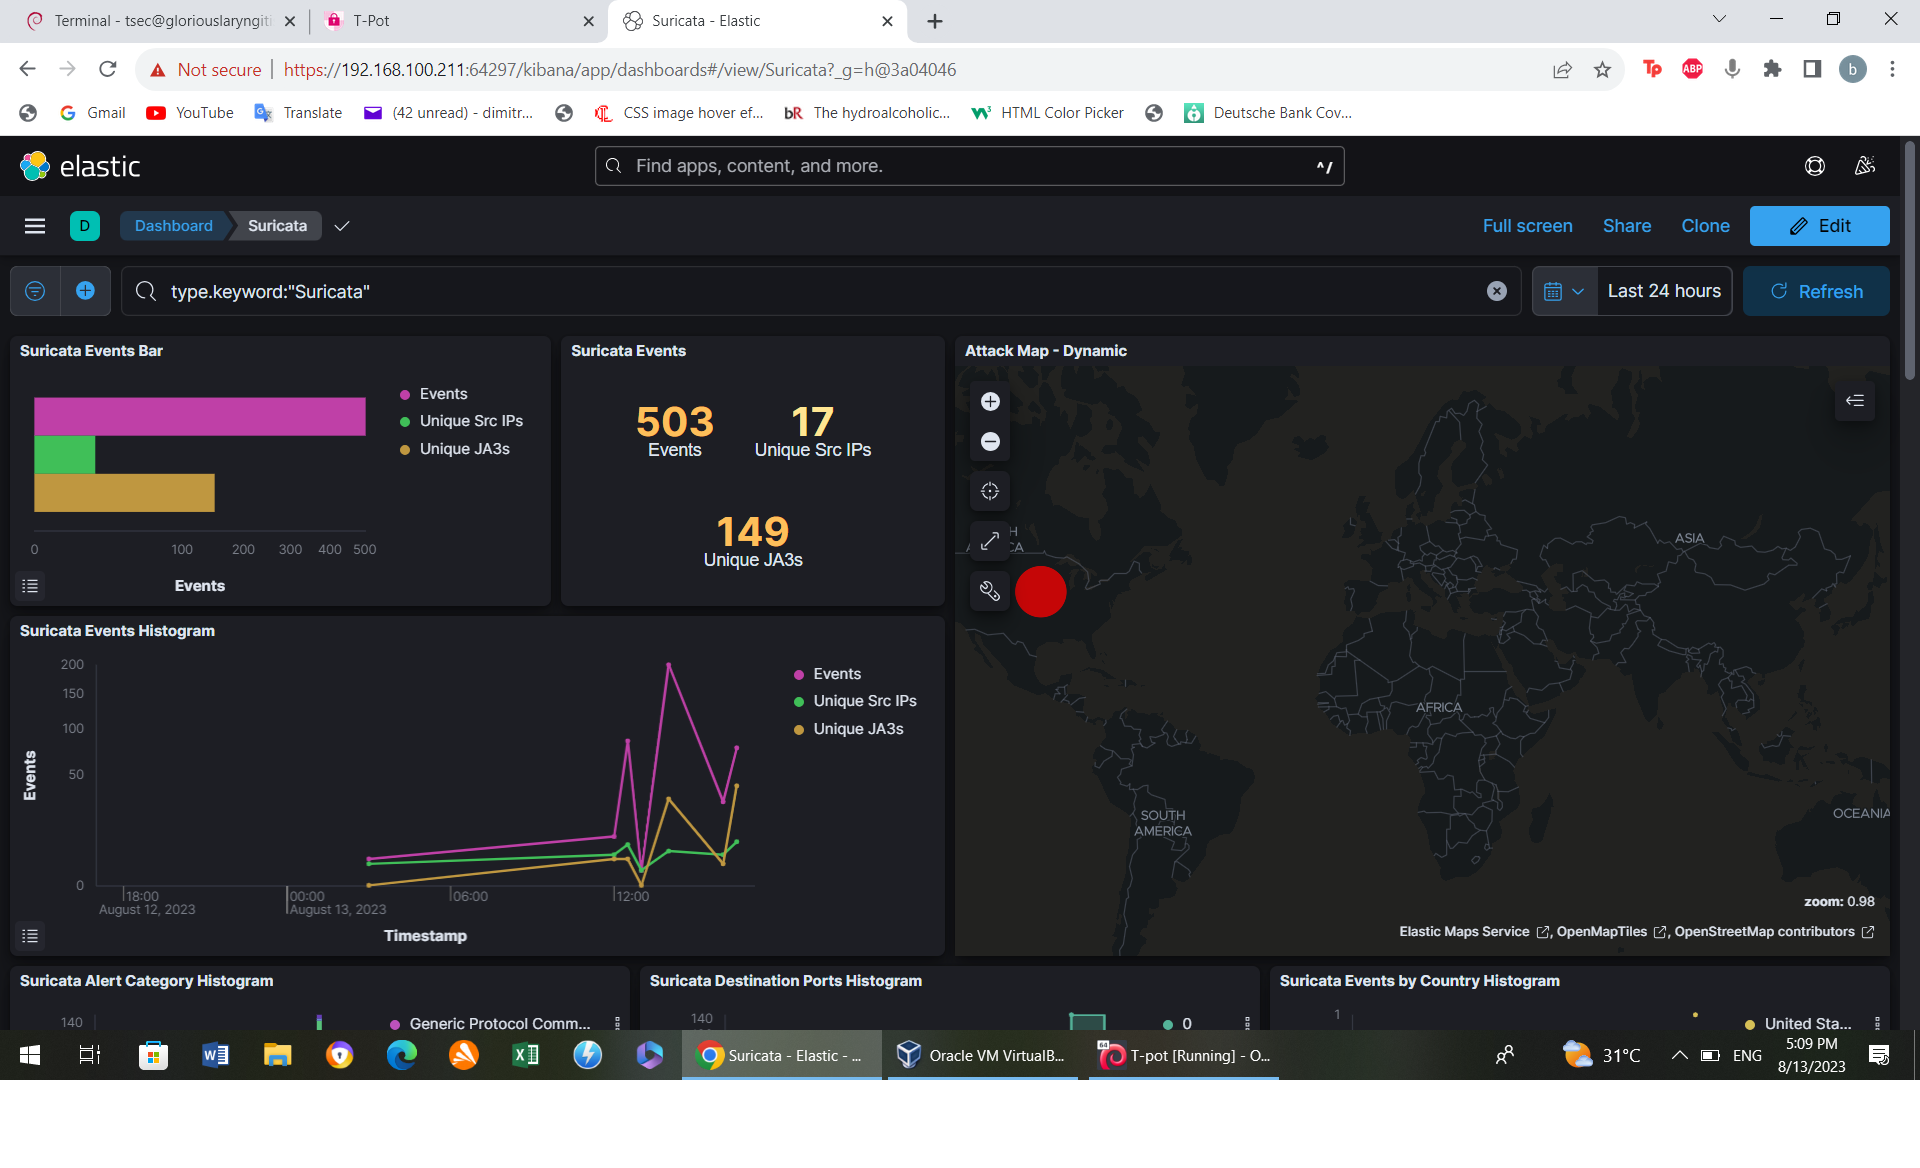 Terminal - tsec@gloriouslaryngiti
T-Pot
Suricata - Elastic
Not secure
https://192.168.100.211:64297/kibana/app/dashboards#/view/Suricata?_g=h@3a04046
ABP
b
Gmail
YouTube
Translate
(42 unread) - dimitr...
CSS image hover ef...
bR
The hydroalcoholic...
HTML Color Picker
Deutsche Bank Cov...
elastic
Find apps, content, and more.
^/
D
Dashboard
Suricata
Full screen
Share
Clone
Edit
type.keyword:"Suricata"
Last 24 hours
Refresh
Suricata Events Bar
Events
Unique Src IPs
Unique JA3s
0 100 200 300 400 500
Events
Suricata Events
503
Events
17
Unique Src IPs
149
Unique JA3s
Attack Map - Dynamic
ASIA
AFRICA
SOUTH
AMERICA
OCEANIA
zoom: 0.98
Elastic Maps Service , OpenMapTiles , OpenStreetMap contributors
Suricata Events Histogram
200
150
100
50
0
Events
Events
Unique Src IPs
Unique JA3s
18:00
August 12, 2023
00:00
August 13, 2023
06:00
12:00
Timestamp
Suricata Alert Category Histogram
140
Generic Protocol Comm...
Suricata Destination Ports Histogram
140
0
Suricata Events by Country Histogram
1
United Sta...
Suricata - Elastic - ...
Oracle VM VirtualB...
64
T-pot [Running] - O...
31°C
ENG
5:09 PM
8/13/2023